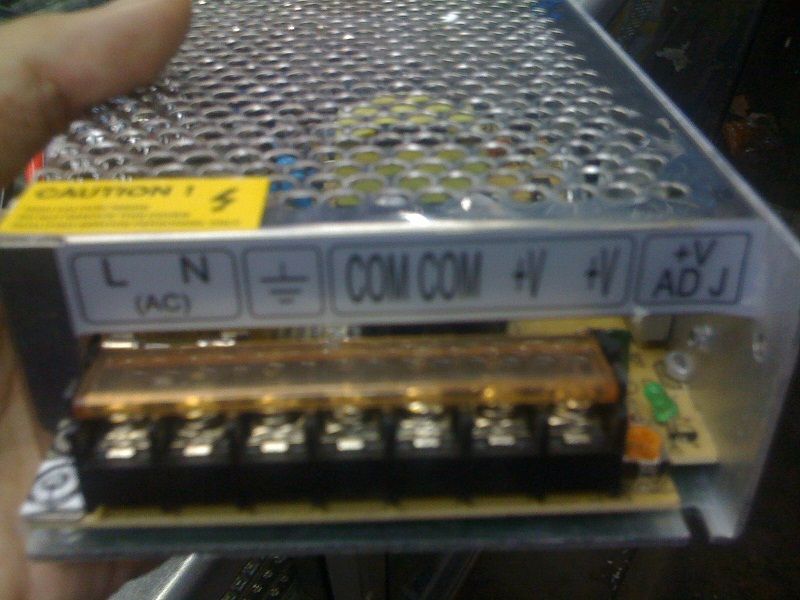 CAUTION !
L N
(AC)
COM COM +V +V
+V
ADJ